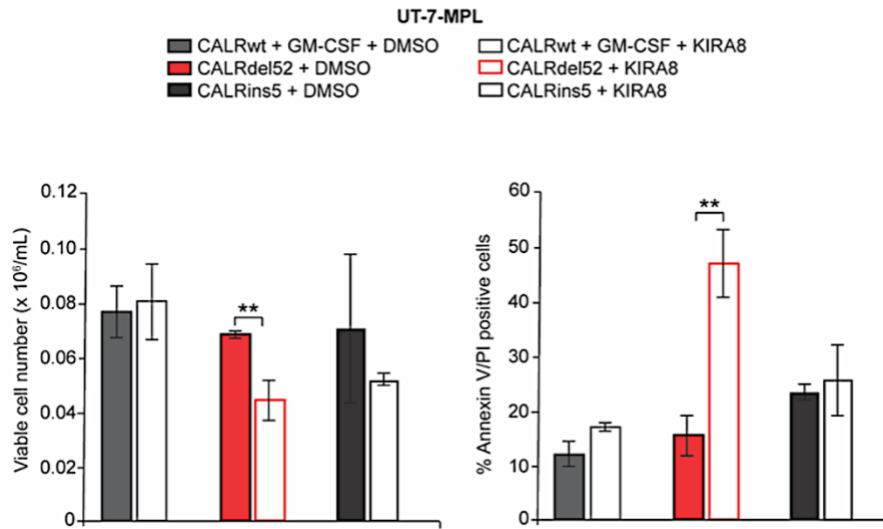 UT-7-MPL
CALRwt + GM-CSF + DMSO
CALRwt + GM-CSF + KIRA8
CALRdel52 + DMSO
CALRdel52 + KIRA8
CALRins5 + DMSO
CALRins5 + KIRA8
Viable cell number (x 10⁶/mL)
0.12
0.10
0.08
0.06
0.04
0.02
0
**
% Annexin V/PI positive cells
60
50
40
30
20
10
0
**